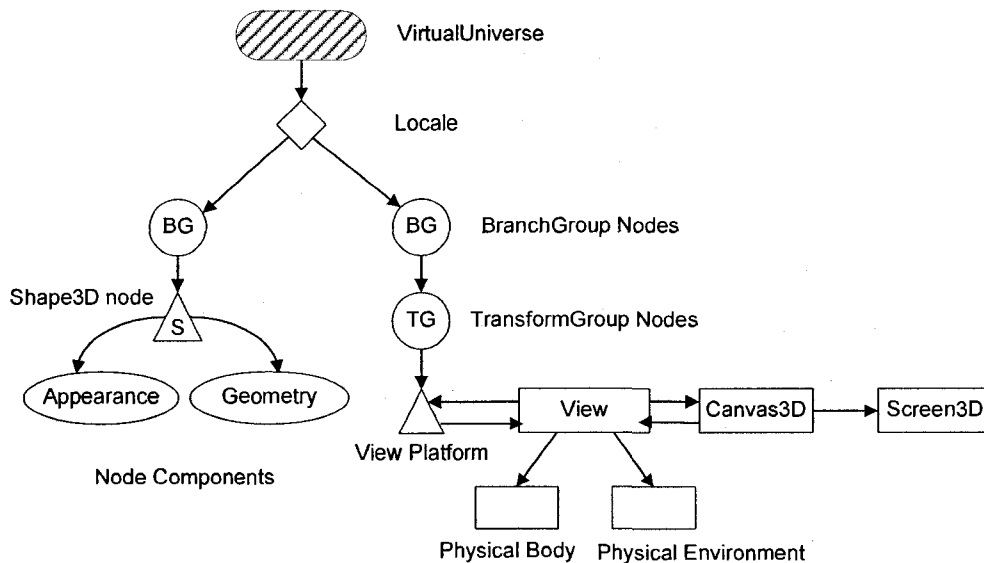 VirtualUniverse
Locale
BG
BG
BranchGroup Nodes
Shape3D node
S
TG
TransformGroup Nodes
Appearance
Geometry
View
Canvas3D
Screen3D
View Platform
Node Components
Physical Body
Physical Environment